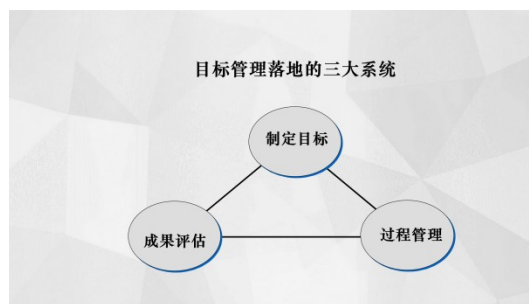 目标管理落地的三大系统
制定目标
成果评估
过程管理